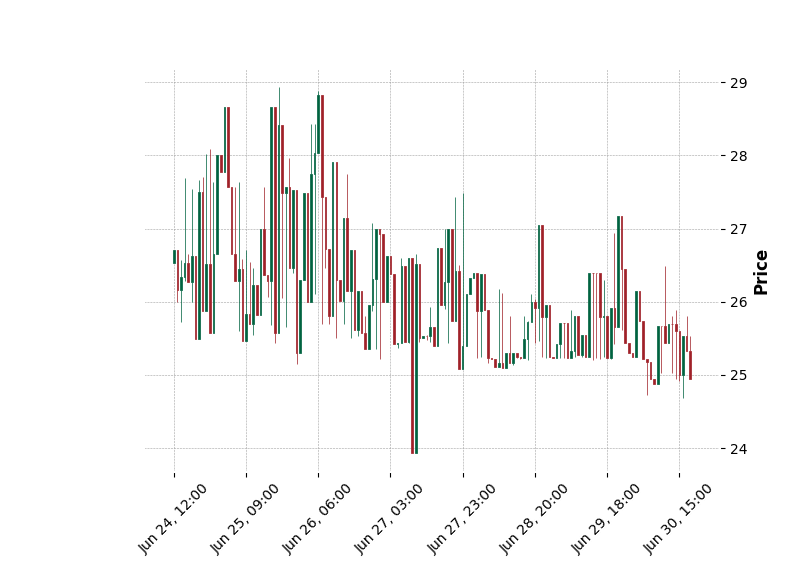 29
28
27
26
25
24
Price
Jun 24, 12:00
Jun 25, 09:00
Jun 26, 06:00
Jun 27, 03:00
Jun 27, 23:00
Jun 28, 20:00
Jun 29, 18:00
Jun 30, 15:00